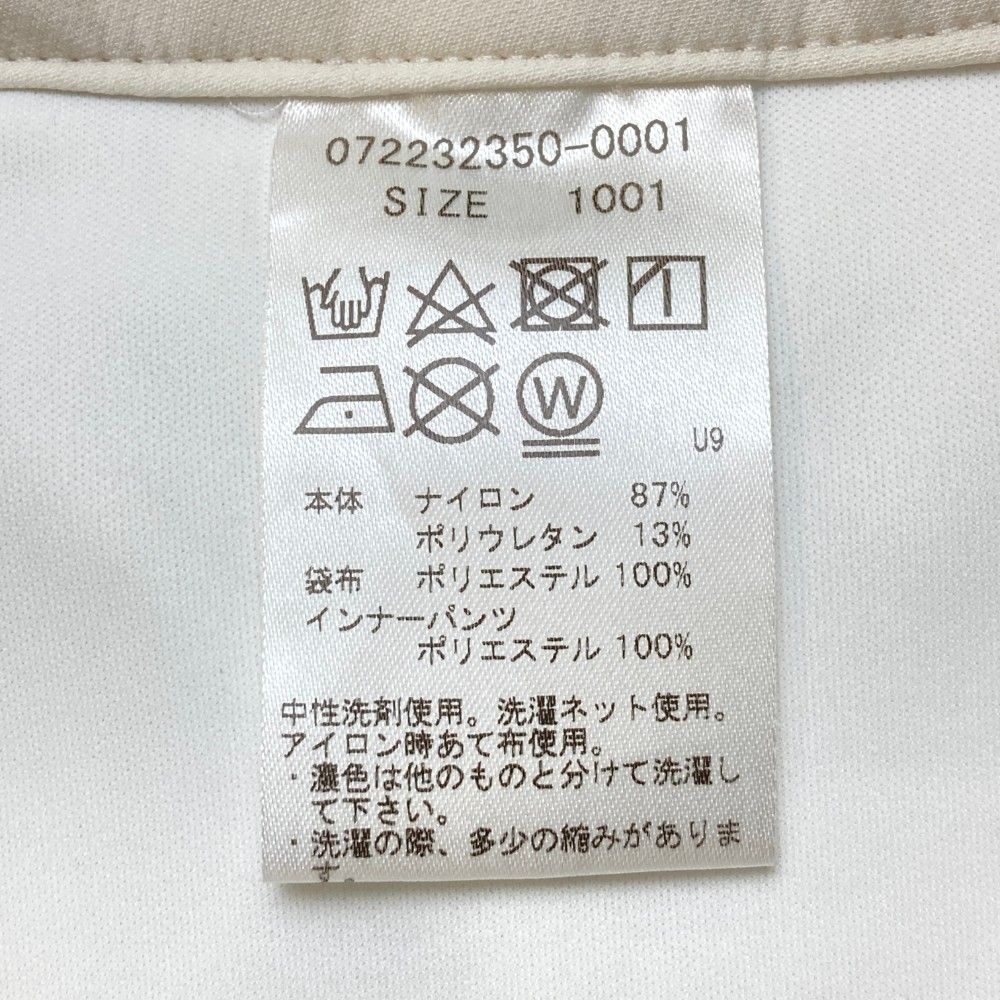 072232350-0001
SIZE 1001
W
U9
本体 ナイロン 87%
ポリウレタン 13%
袋布 ポリエステル 100%
インナーパンツ
ポリエステル 100%
中性洗剤使用。洗濯ネット使用。
アイロン時あて布使用。
・濃色は他のものと分けて洗濯し
て下さい。
・洗濯の際、多少の縮みがありま
す。